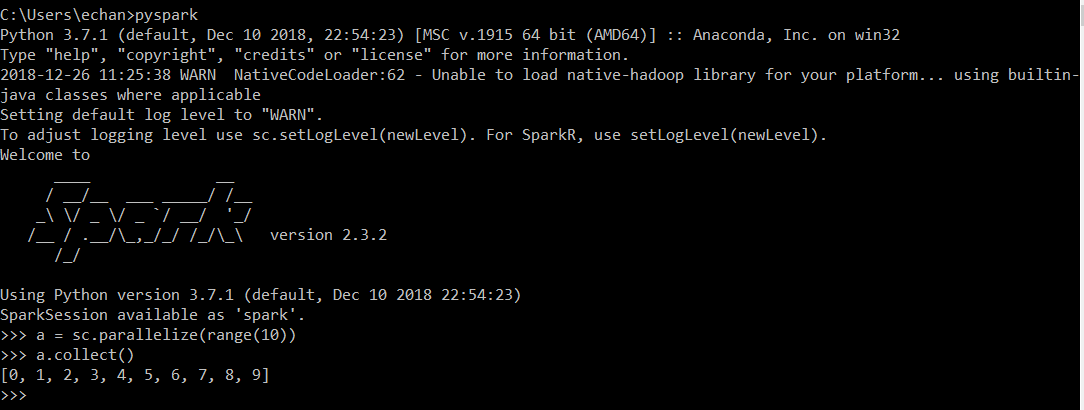 C:\Users\echan>pyspark
Python 3.7.1 (default, Dec 10 2018, 22:54:23) [MSC v.1915 64 bit (AMD64)] :: Anaconda, Inc. on win32
Type "help", "copyright", "credits" or "license" for more information.
2018-12-26 11:25:38 WARN  NativeCodeLoader:62 - Unable to load native-hadoop library for your platform... using builtin-
java classes where applicable
Setting default log level to "WARN".
To adjust logging level use sc.setLogLevel(newLevel). For SparkR, use setLogLevel(newLevel).
Welcome to
      ____              __
     / __/__  ___ _____/ /__
    _\ \/ _ \/ _ `/ __/  '_/
   /__ / .__/\_,_/_/ /_/\_\   version 2.3.2
      /_/
Using Python version 3.7.1 (default, Dec 10 2018 22:54:23)
SparkSession available as 'spark'.
>>> a = sc.parallelize(range(10))
>>> a.collect()
[0, 1, 2, 3, 4, 5, 6, 7, 8, 9]
>>>